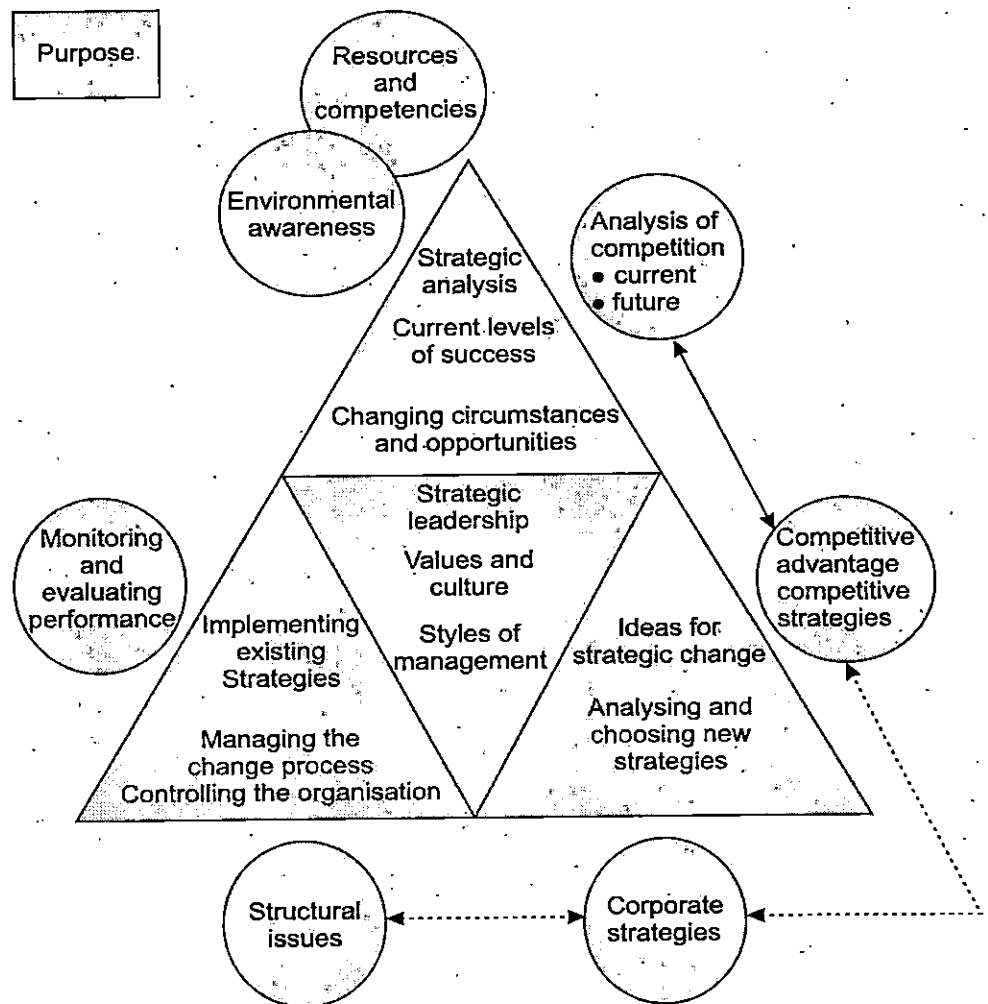 Purpose
Resources
and
competencies
Environmental
awareness
Analysis of
competition
• current
• future
Strategic
analysis
Current levels
of success
Changing circumstances
and opportunities
Strategic
leadership
Values and
culture
Styles of
management
Monitoring
and
evaluating
performance
Competitive
advantage
competitive
strategies
Implementing
existing
Strategies
Managing the
change process
Controlling the organisation
Ideas for
strategic change
Analysing and
choosing new
strategies
Structural
issues
Corporate
strategies